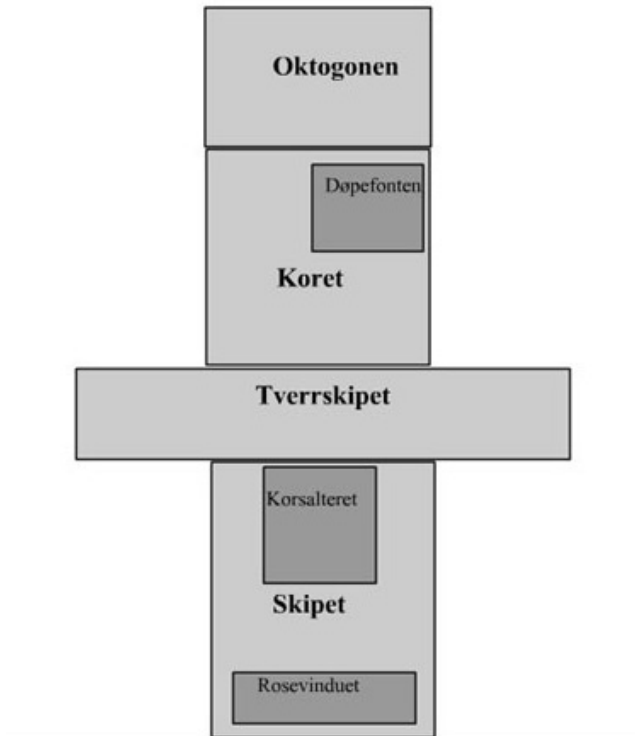 Oktogonen
Døpefonten
Koret
Tverrskipet
Korsalteret
Skipet
Rosevinduet